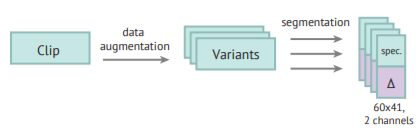 Clip
data
augmentation
Variants
segmentation
spec.
Δ
60x41,
2 channels